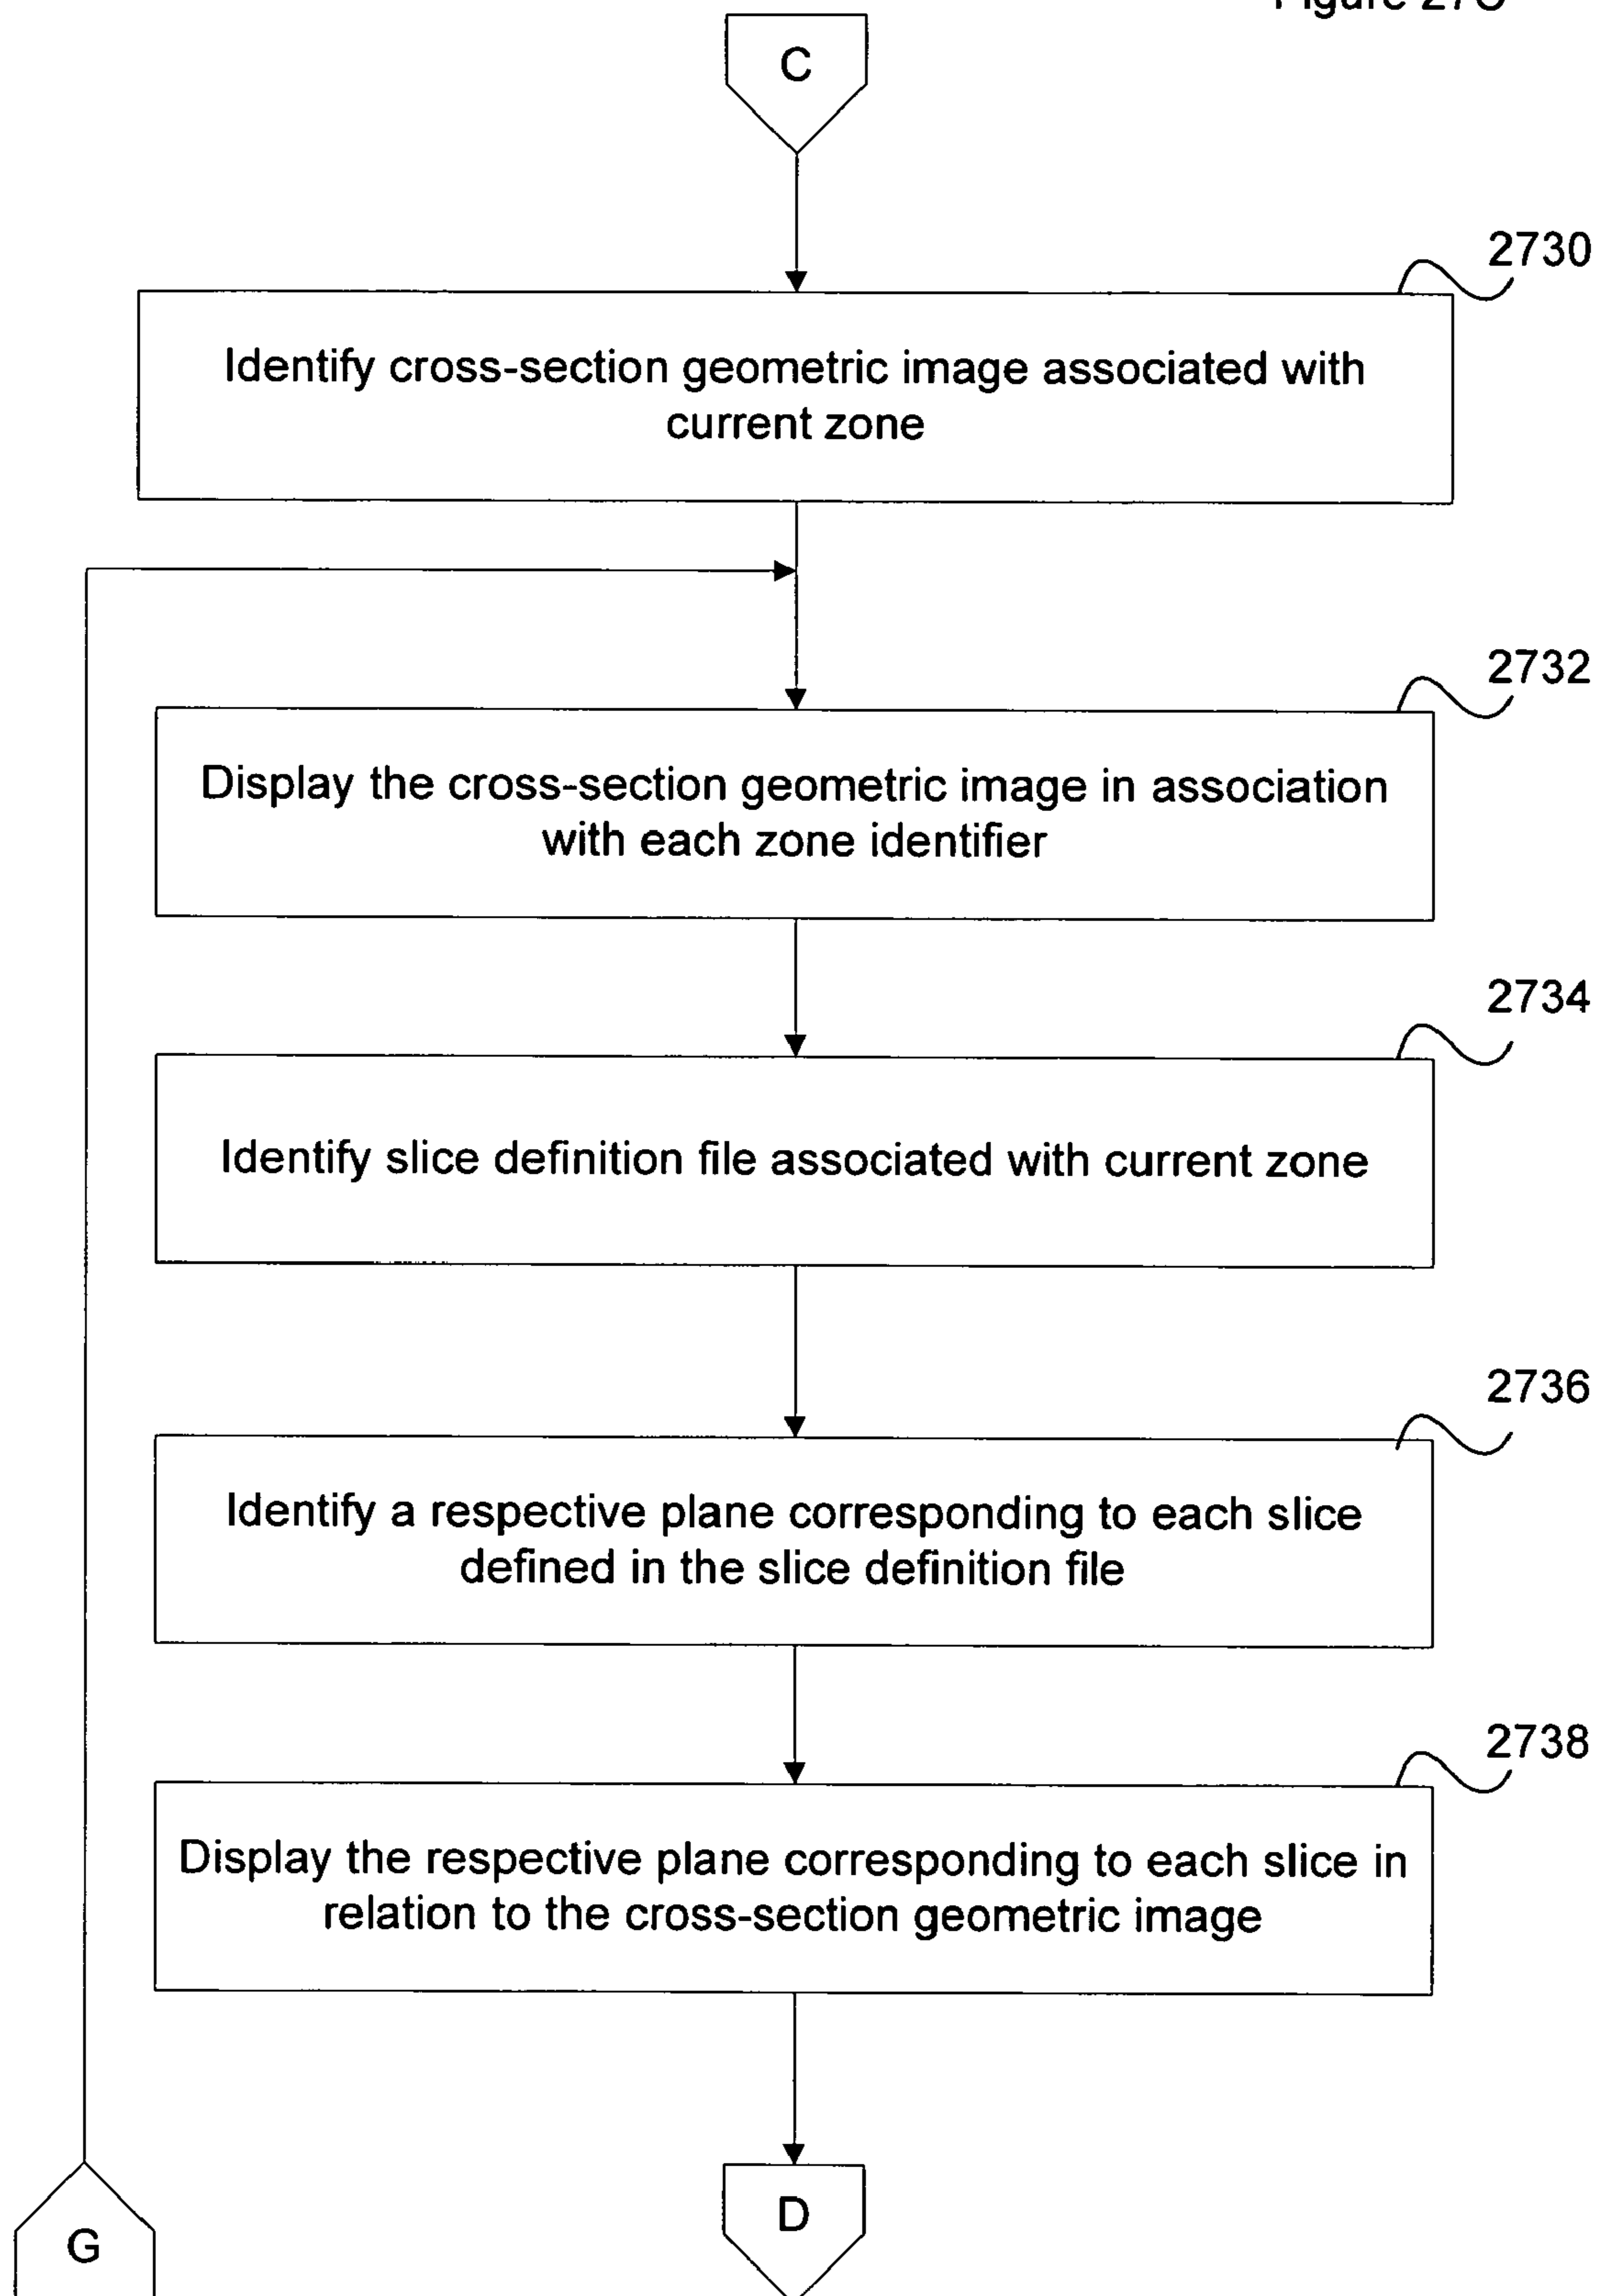 Figure 27C
C
2730
Identify cross-section geometric image associated with
current zone
2732
Display the cross-section geometric image in association
with each zone identifier
2734
Identify slice definition file associated with current zone
2736
Identify a respective plane corresponding to each slice
defined in the slice definition file
2738
Display the respective plane corresponding to each slice in
relation to the cross-section geometric image
G
D